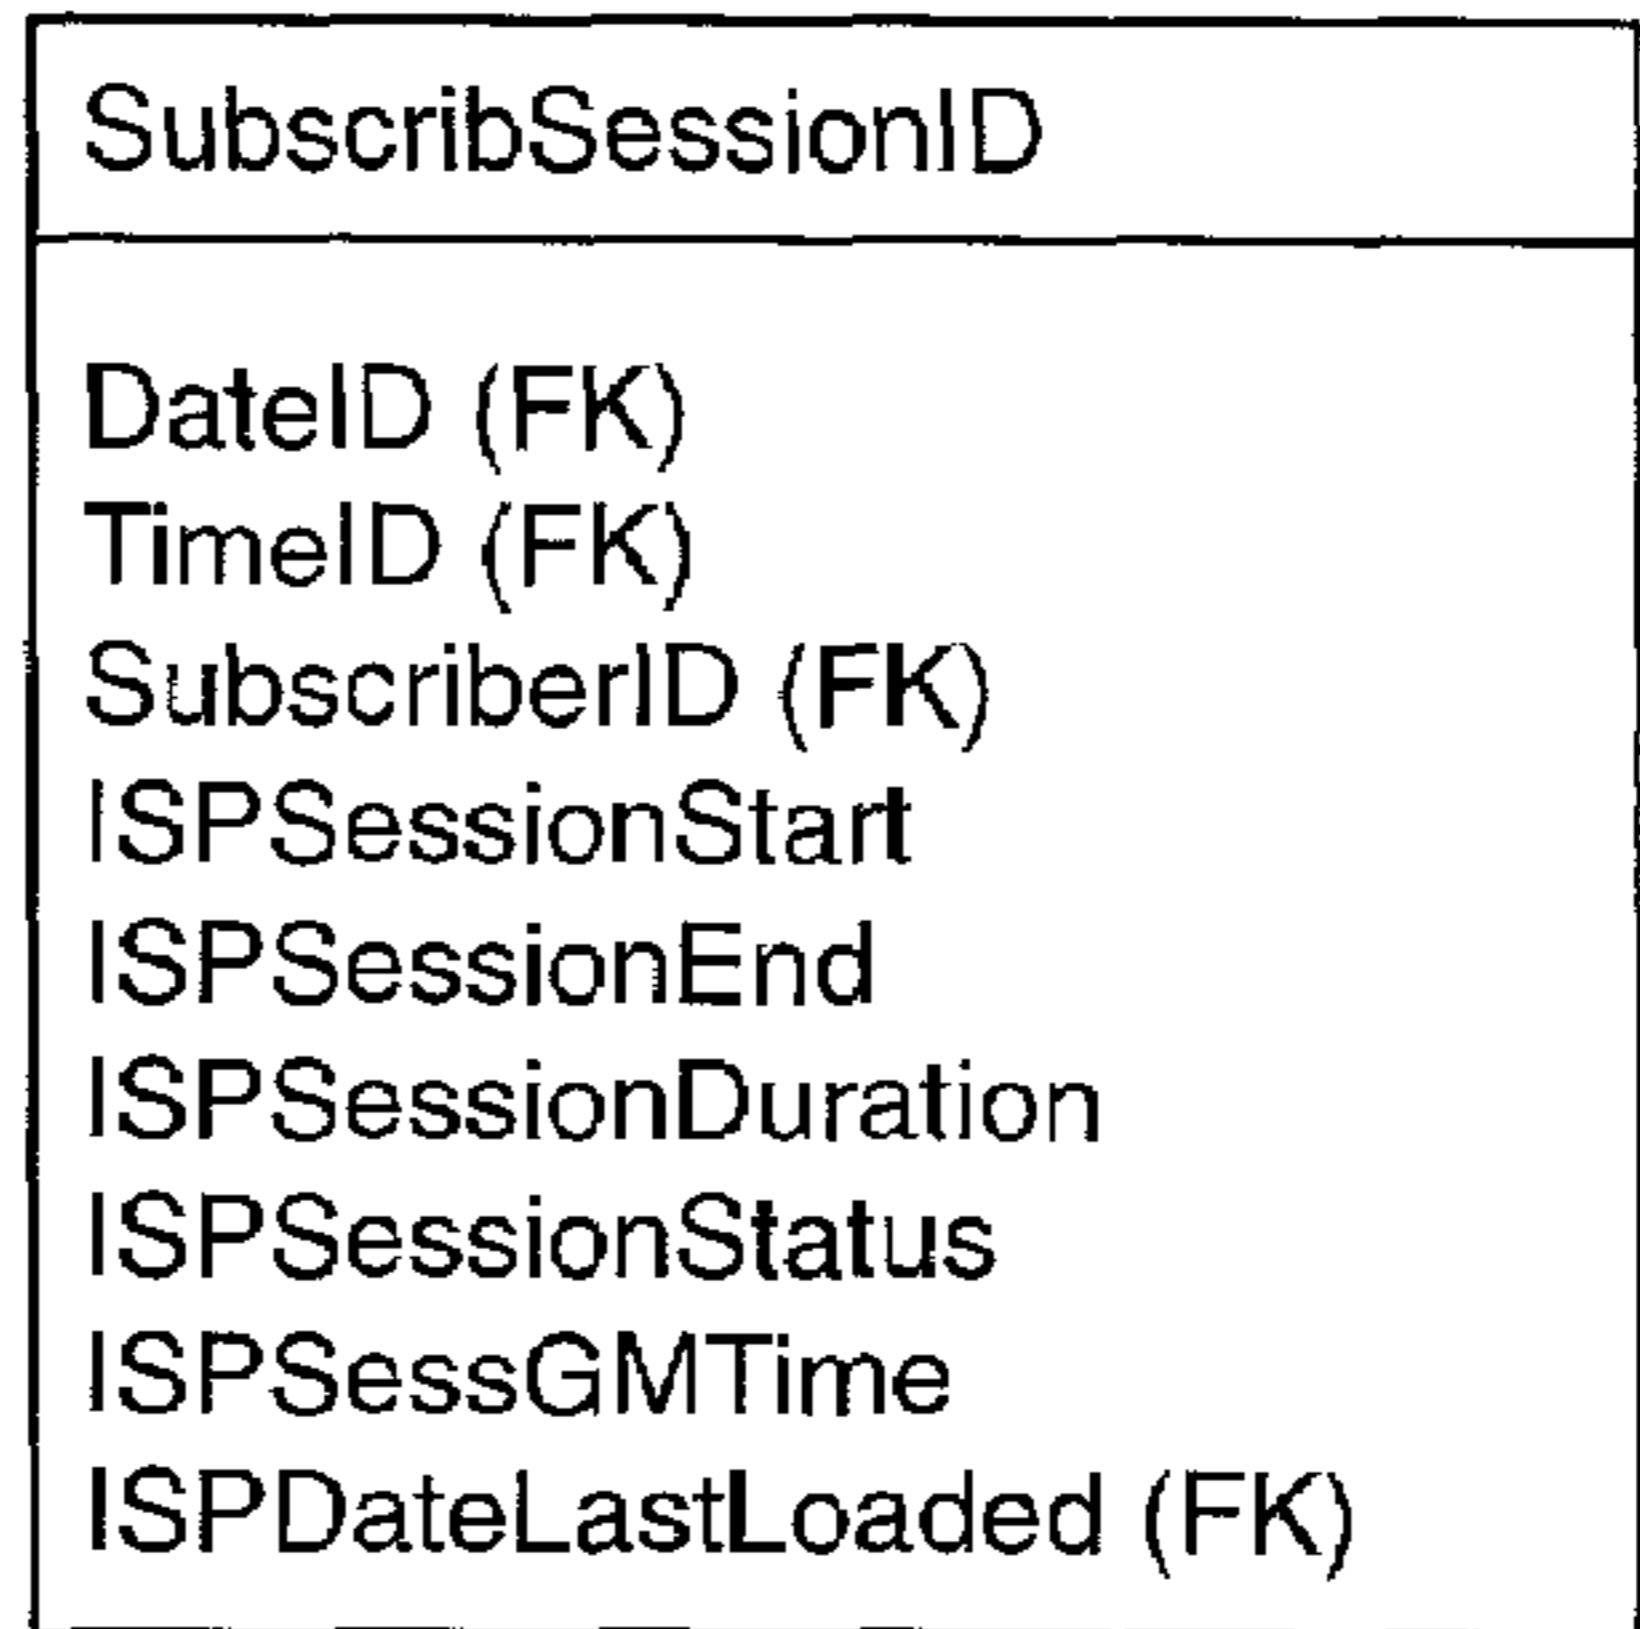 SubscribSessionID
DateID (FK)
TimeID (FK)
SubscriberID (FK)
ISPSessionStart
ISPSessionEnd
ISPSessionDuration
ISPSessionStatus
ISPSessGMTime
ISPDateLastLoaded (FK)